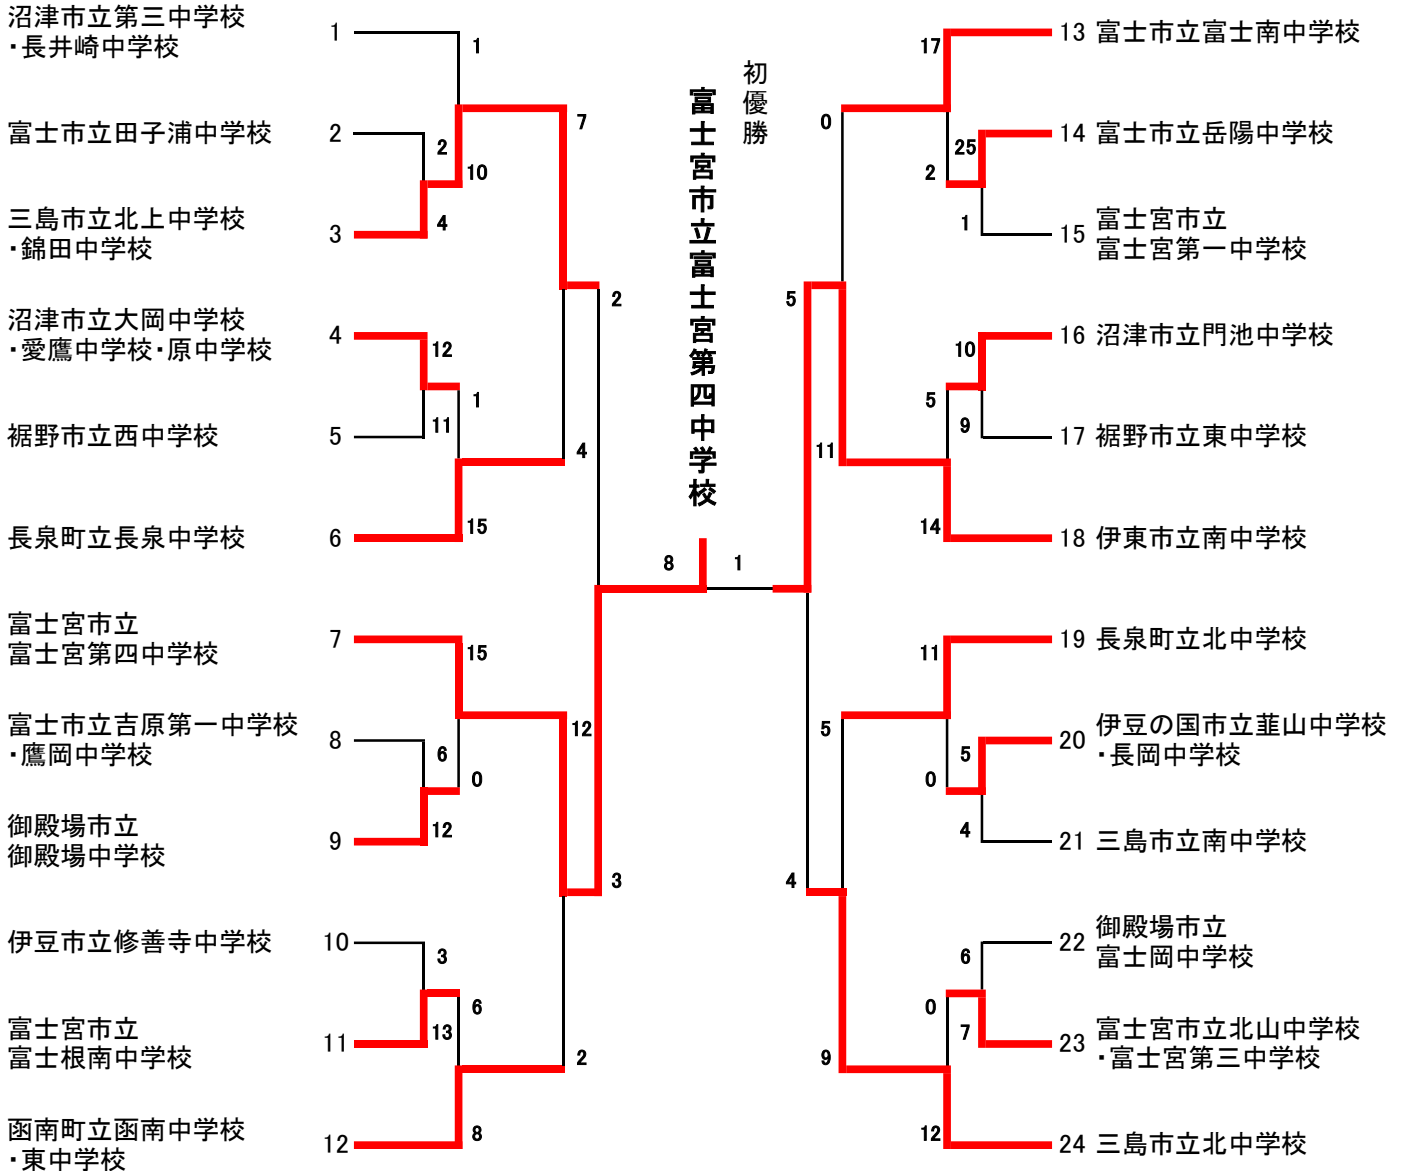 沼津市立第三中学校
・長井崎中学校
1
1
富士市立田子浦中学校
2
2
10
7
三島市立北上中学校
・錦田中学校
3
4
沼津市立大岡中学校
・愛鷹中学校・原中学校
4
12
2
裾野市立西中学校
5
11
1
4
長泉町立長泉中学校
6
15
富士宮市立
富士宮第四中学校
7
15
富士市立吉原第一中学校
・鷹岡中学校
8
6
0
12
御殿場市立
御殿場中学校
9
12
3
伊豆市立修善寺中学校
10
3
6
富士宮市立
富士根南中学校
11
13
2
函南町立函南中学校
・東中学校
12
8
初優勝
富士宮市立富士宮第四中学校
8
1
17
13 富士市立富士南中学校
0
25
14 富士市立岳陽中学校
2
1
15 富士宮市立
富士宮第一中学校
5
10
16 沼津市立門池中学校
5
9
17 裾野市立東中学校
11
14
18 伊東市立南中学校
11
19 長泉町立北中学校
5
5
20 伊豆の国市立韮山中学校
・長岡中学校
0
4
21 三島市立南中学校
4
6
22 御殿場市立
富士岡中学校
0
7
23 富士宮市立北山中学校
・富士宮第三中学校
9
12
24 三島市立北中学校